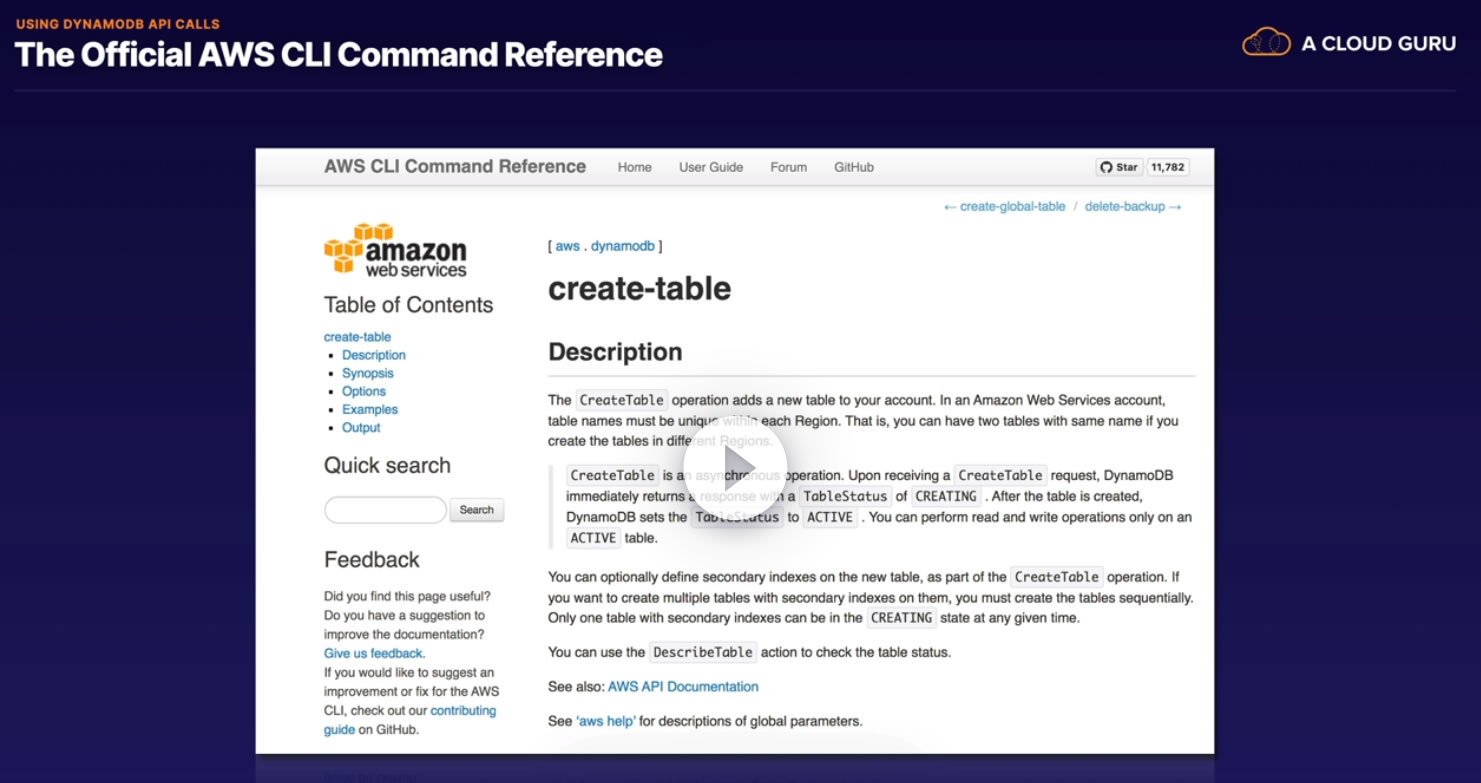 USING DYNAMODB API CALLS
The Official AWS CLI Command Reference
A CLOUD GURU
AWS CLI Command Reference
Home
User Guide
Forum
GitHub
Star
11,782
← create-global-table / delete-backup →
amazon
web services
Table of Contents
create-table
Description
Synopsis
Options
Examples
Output
Quick search
Search
Feedback
Did you find this page useful?
Do you have a suggestion to
improve the documentation?
Give us feedback.
If you would like to suggest an
improvement or fix for the AWS
CLI, check out our contributing
guide on GitHub.
[ aws . dynamodb ]
create-table
Description
The CreateTable operation adds a new table to your account. In an Amazon Web Services account,
table names must be unique within each Region. That is, you can have two tables with same name if you
create the tables in different Regions.
CreateTable is an asynchronous operation. Upon receiving a CreateTable request, DynamoDB
immediately returns a response with a TableStatus of CREATING . After the table is created,
DynamoDB sets the TableStatus to ACTIVE . You can perform read and write operations only on an
ACTIVE table.
You can optionally define secondary indexes on the new table, as part of the CreateTable operation. If
you want to create multiple tables with secondary indexes on them, you must create the tables sequentially.
Only one table with secondary indexes can be in the CREATING state at any given time.
You can use the DescribeTable action to check the table status.
See also: AWS API Documentation
See 'aws help' for descriptions of global parameters.